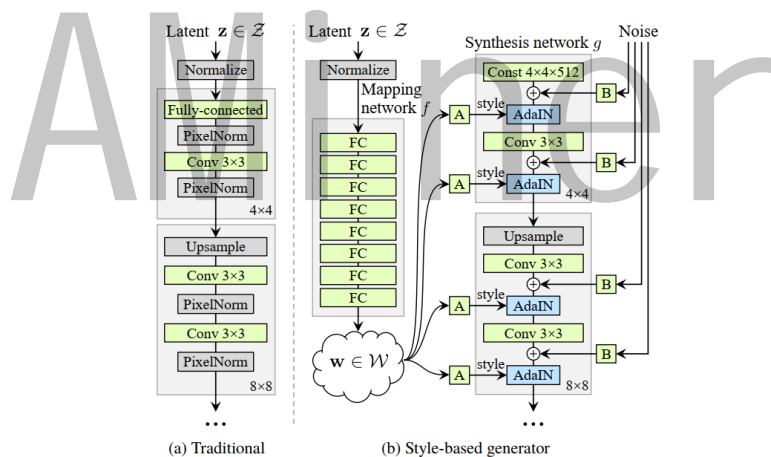 AMiner
Latent z ∈ Z
Normalize
Fully-connected
PixelNorm
Conv 3×3
PixelNorm
4×4
Upsample
Conv 3×3
PixelNorm
Conv 3×3
PixelNorm
8×8
...
(a) Traditional
Latent z ∈ Z
Normalize
Mapping
network f
FC
FC
FC
FC
FC
FC
FC
FC
w ∈ W
Synthesis network g
Noise
Const 4×4×512
B
A
style
AdaIN
Conv 3×3
B
A
style
AdaIN
4×4
Upsample
Conv 3×3
B
A
style
AdaIN
Conv 3×3
B
A
style
AdaIN
8×8
...
(b) Style-based generator